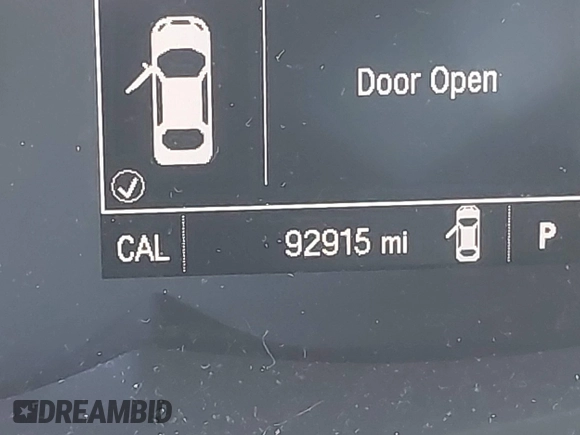 Door Open
CAL 92915 mi P
DREAMBID